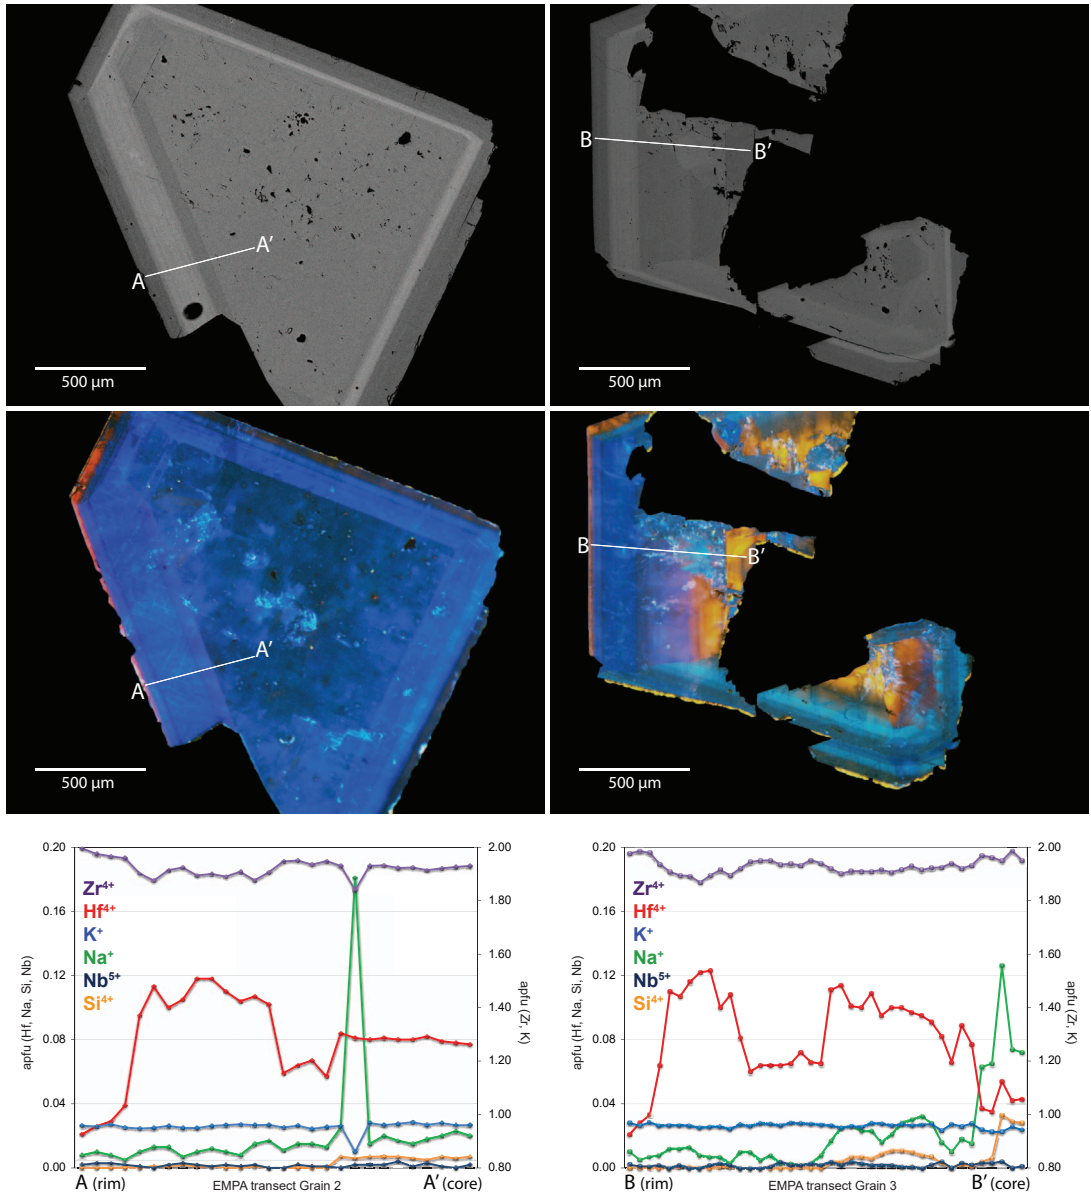 A
A'
500 µm
B
B'
500 µm
A
A'
500 µm
B
B'
500 µm
0.20
0.16
0.12
0.08
0.04
0.00
apfu (Hf, Na, Si, Nb)
Zr4+
Hf4+
K+
Na+
Nb5+
Si4+
2.00
1.80
1.60
1.40
1.20
1.00
0.80
apfu (Zr, K)
A (rim)
EMPA transect Grain 2
A' (core)
0.20
0.16
0.12
0.08
0.04
0.00
apfu (Hf, Na, Si, Nb)
Zr4+
Hf4+
K+
Na+
Nb5+
Si4+
2.00
1.80
1.60
1.40
1.20
1.00
0.80
apfu (Zr, K)
B (rim)
EMPA transect Grain 3
B' (core)